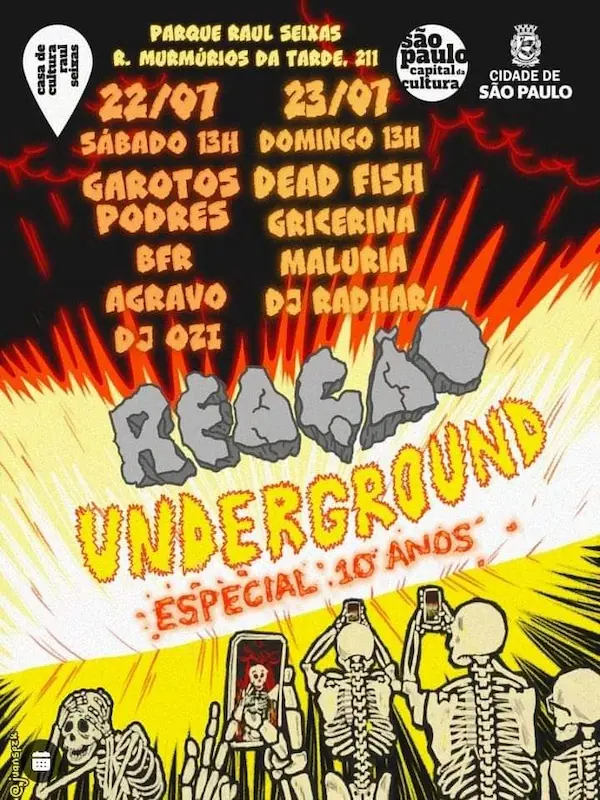 casa de
cultura
raul
seixas
PARQUE RAUL SEIXAS
R. MURMÚRIOS DA TARDE, 211
são
paulo
capital da
cultura
CIDADE DE
SÃO PAULO
22/07
SÁBADO 13H
GAROTOS
PODRES
BFR
AGRAVO
DJ OZI
23/07
DOMINGO 13H
DEAD FISH
GRICERINA
MALURIA
DJ RADHAR
REAÇÃO
UNDERGROUND
ESPECIAL 10 ANOS